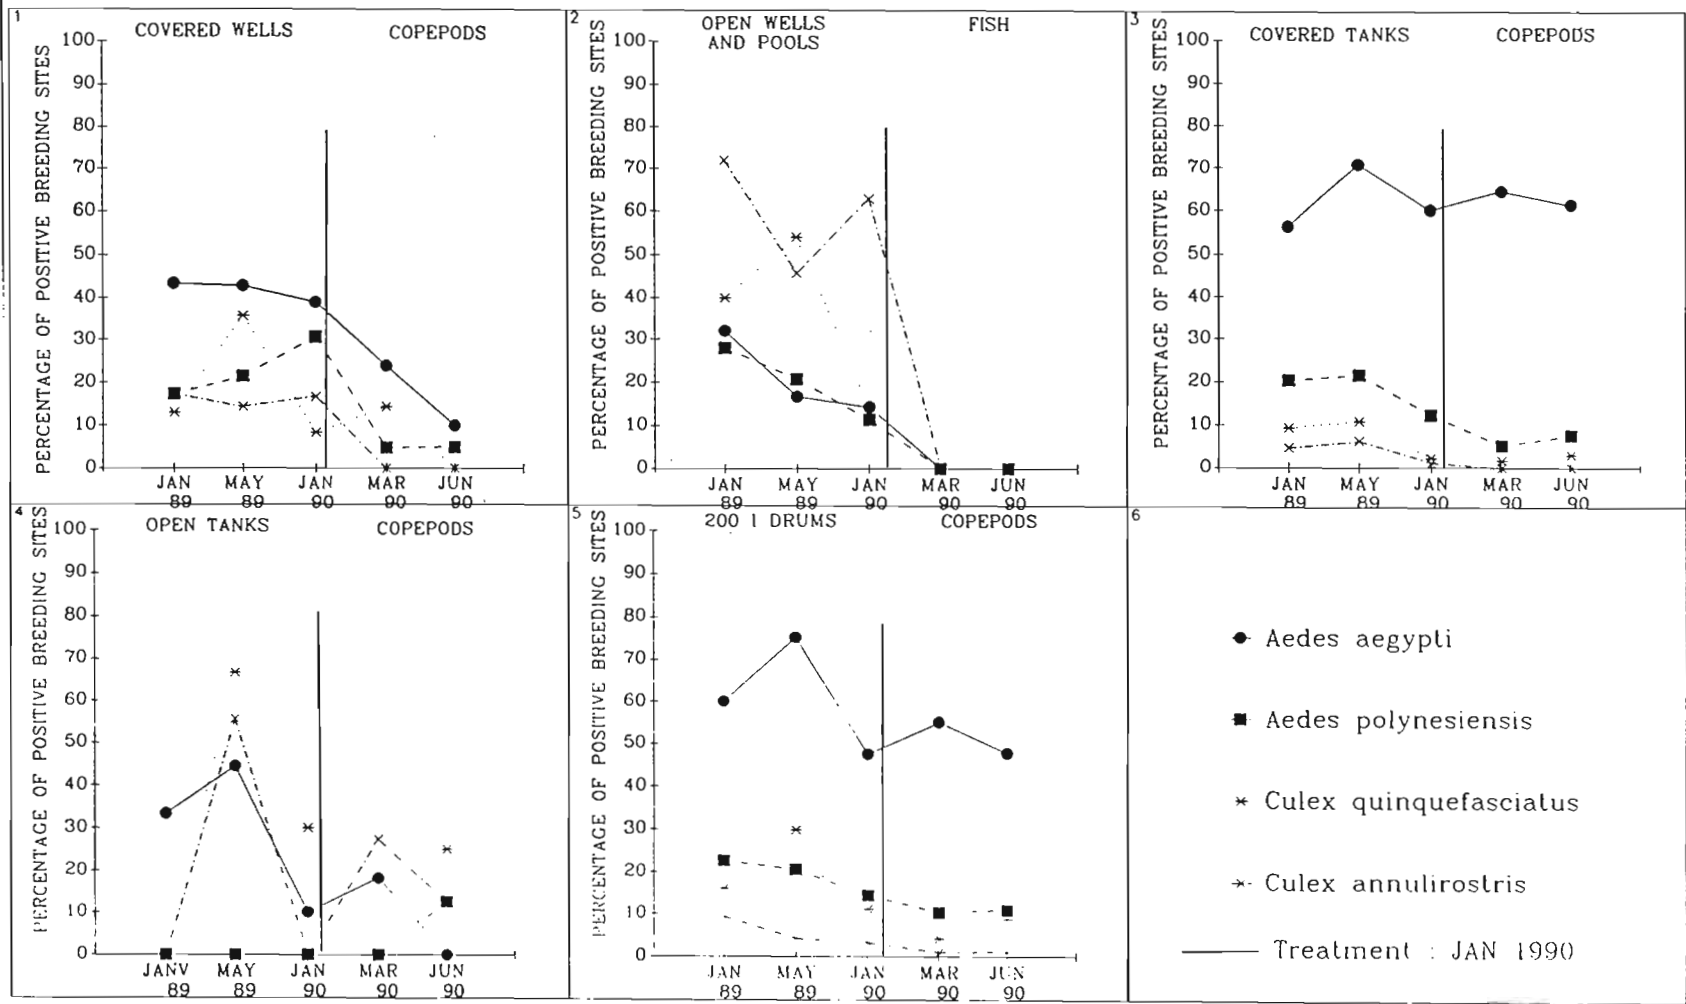 1
COVERED WELLS COPEPODS
PERCENTAGE OF POSITIVE BREEDING SITES
100
90
80
70
60
50
40
30
20
10
0
JAN MAY JAN MAR JUN
89 89 90 90 90
2
OPEN WELLS FISH
AND POOLS
PERCENTAGE OF POSITIVE BREEDING SITES
100
90
80
70
60
50
40
30
20
10
0
JAN MAY JAN MAR JUN
89 89 90 90 90
3
COVERED TANKS COPEPODS
PERCENTAGE OF POSITIVE BREEDING SITES
100
90
80
70
60
50
40
30
20
10
0
JAN MAY JAN MAR JUN
89 89 90 90 90
4
OPEN TANKS COPEPODS
PERCENTAGE OF POSITIVE BREEDING SITES
100
90
80
70
60
50
40
30
20
10
0
JANV MAY JAN MAR JUN
89 89 90 90 90
5
200 l DRUMS COPEPODS
PERCENTAGE OF POSITIVE BREEDING SITES
100
90
80
70
60
50
40
30
20
10
0
JAN MAY JAN MAR JUN
89 89 90 90 90
6
Aedes aegypti
Aedes polynesiensis
Culex quinquefasciatus
Culex annulirostris
Treatment : JAN 1990